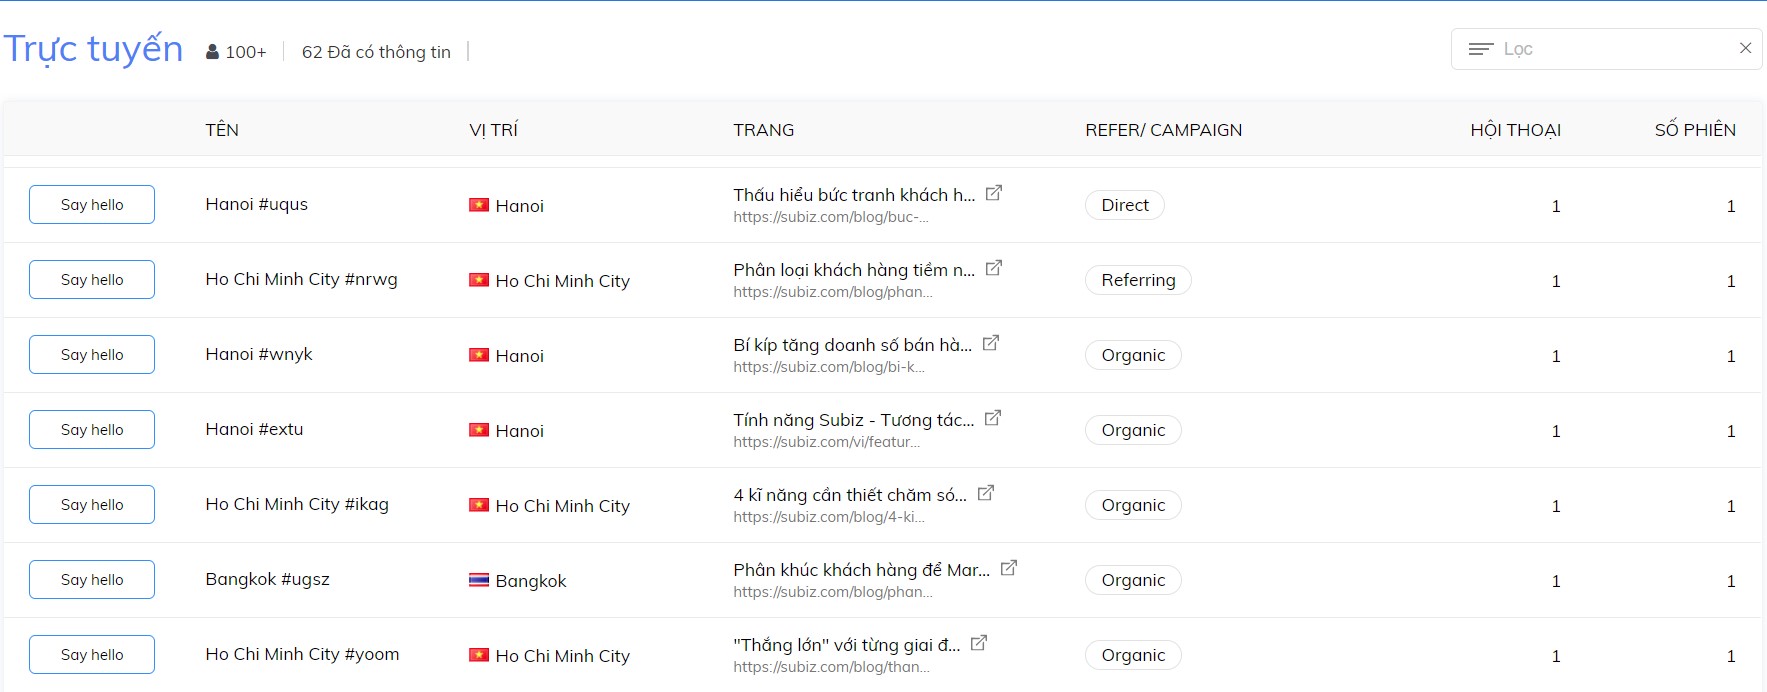 Trực tuyến 100+ 62 Đã có thông tin Lọc
TÊN VỊ TRÍ TRANG REFER/ CAMPAIGN HỘI THOẠI SỐ PHIÊN
Say hello Hanoi #uqus Hanoi Thấu hiểu bức tranh khách h... Direct 1 1
https://subiz.com/blog/buc-...
Say hello Ho Chi Minh City #nrwg Ho Chi Minh City Phân loại khách hàng tiềm n... Referring 1 1
https://subiz.com/blog/phan...
Say hello Hanoi #wnyk Hanoi Bí kíp tăng doanh số bán hà... Organic 1 1
https://subiz.com/blog/bi-k...
Say hello Hanoi #extu Hanoi Tính năng Subiz - Tương tác... Organic 1 1
https://subiz.com/vi/featur...
Say hello Ho Chi Minh City #ikag Ho Chi Minh City 4 kĩ năng cần thiết chăm só... Organic 1 1
https://subiz.com/blog/4-ki...
Say hello Bangkok #ugsz Bangkok Phân khúc khách hàng để Mar... Organic 1 1
https://subiz.com/blog/phan...
Say hello Ho Chi Minh City #yoom Ho Chi Minh City "Thắng lớn" với từng giai đ... Organic 1 1
https://subiz.com/blog/than...